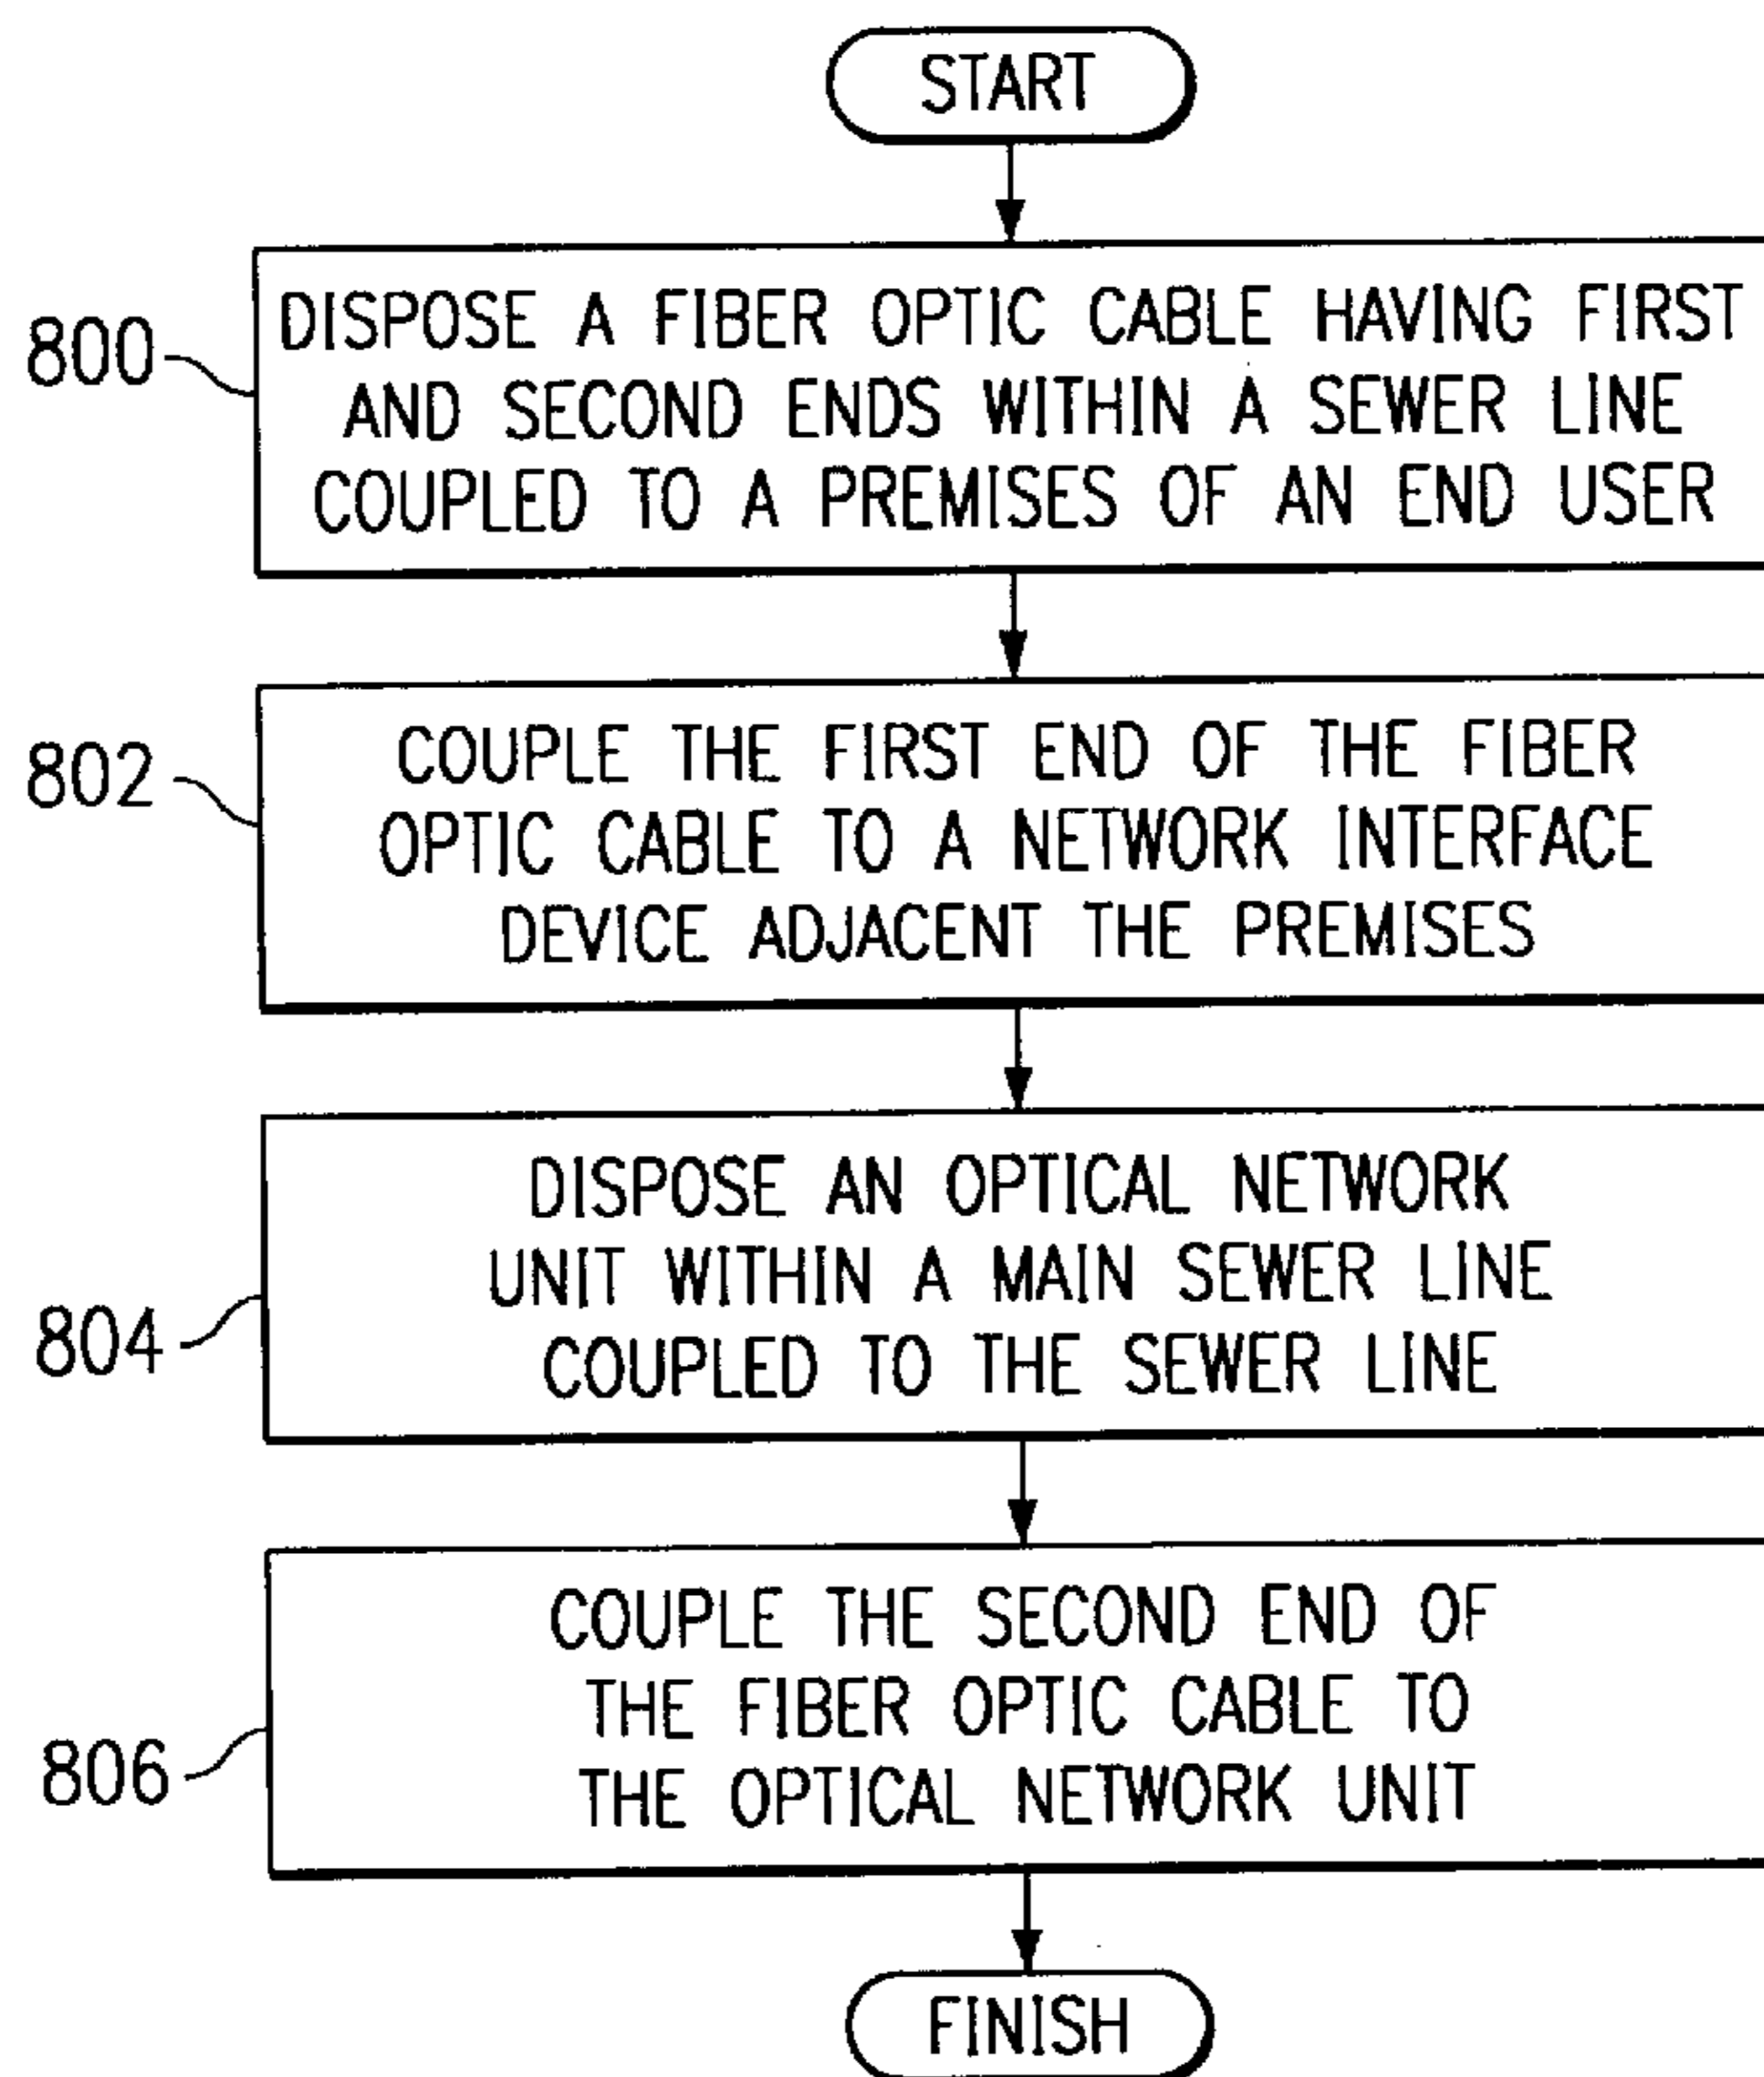 START
800
DISPOSE A FIBER OPTIC CABLE HAVING FIRST
AND SECOND ENDS WITHIN A SEWER LINE
COUPLED TO A PREMISES OF AN END USER
802
COUPLE THE FIRST END OF THE FIBER
OPTIC CABLE TO A NETWORK INTERFACE
DEVICE ADJACENT THE PREMISES
804
DISPOSE AN OPTICAL NETWORK
UNIT WITHIN A MAIN SEWER LINE
COUPLED TO THE SEWER LINE
806
COUPLE THE SECOND END OF
THE FIBER OPTIC CABLE TO
THE OPTICAL NETWORK UNIT
FINISH